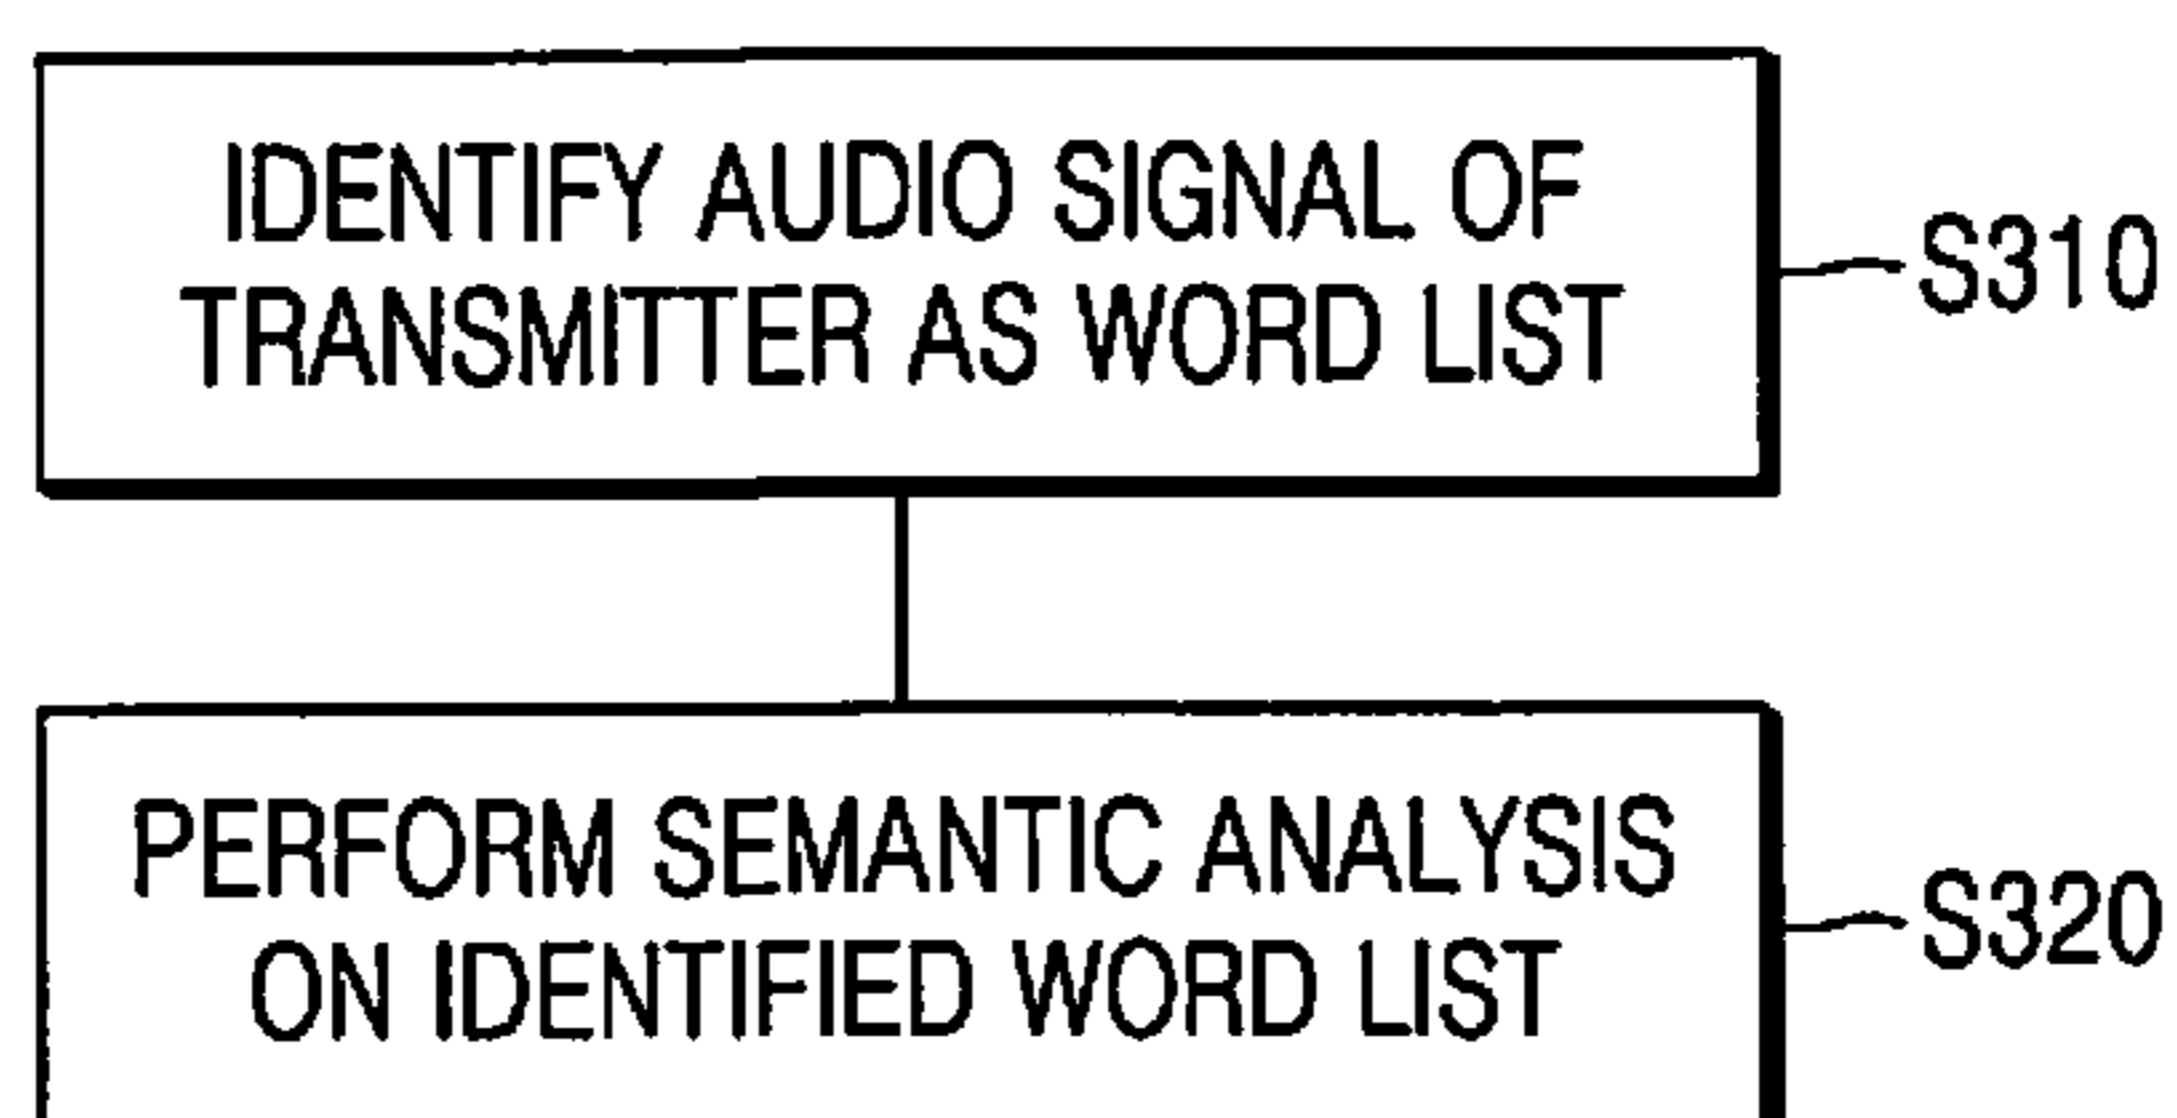 IDENTIFY AUDIO SIGNAL OF
TRANSMITTER AS WORD LIST
S310
PERFORM SEMANTIC ANALYSIS
ON IDENTIFIED WORD LIST
S320